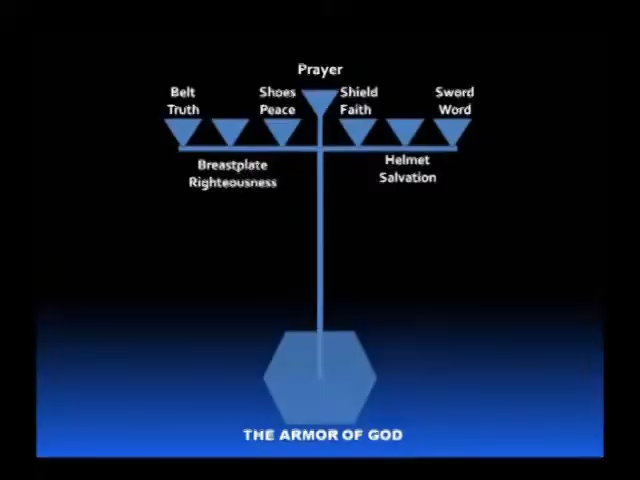 Prayer
Belt
Truth
Shoes
Peace
Shield
Faith
Sword
Word
Breastplate
Righteousness
Helmet
Salvation
THE ARMOR OF GOD